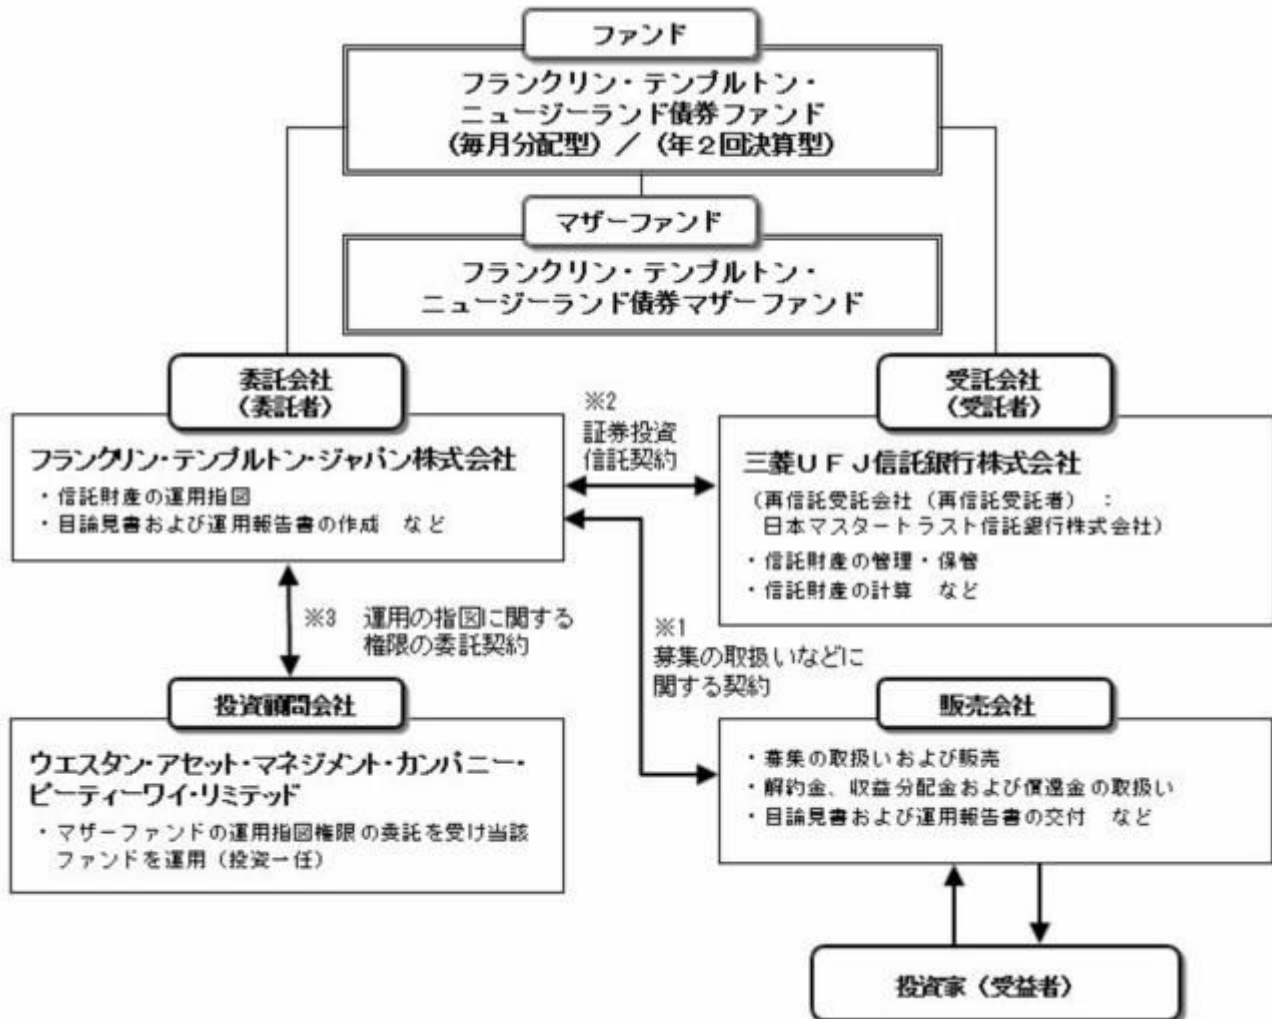 ファンド
フランクリン・テンプルトン・
ニュージーランド債券ファンド
(毎月分配型)／(年２回決算型)
マザーファンド
フランクリン・テンプルトン・
ニュージーランド債券マザーファンド
委託会社
(委託者)
フランクリン・テンプルトン・ジャパン株式会社
・信託財産の運用指図
・目論見書および運用報告書の作成 など
※2
証券投資
信託契約
受託会社
(受託者)
三菱ＵＦＪ信託銀行株式会社
(再信託受託会社(再信託受託者)：
日本マスタートラスト信託銀行株式会社)
・信託財産の管理・保管
・信託財産の計算 など
※3 運用の指図に関する
権限の委託契約
※1
募集の取扱いなどに
関する契約
投資顧問会社
ウエスタン・アセット・マネジメント・カンパニー・
ピーティーワイ・リミテッド
・マザーファンドの運用指図権限の委託を受け当該
ファンドを運用(投資一任)
販売会社
・募集の取扱いおよび販売
・解約金、収益分配金および償還金の取扱い
・目論見書および運用報告書の交付 など
投資家(受益者)